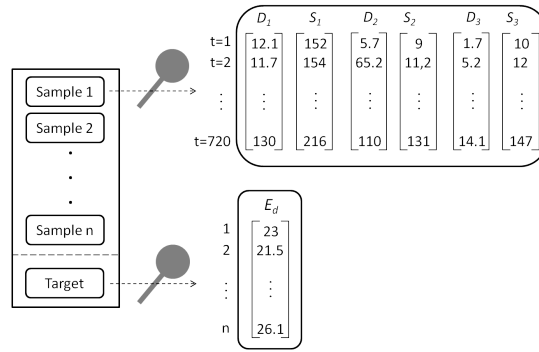 D1 S1 D2 S2 D3 S3
t=1 12.1 152 5.7 9 1.7 10
t=2 11.7 154 65.2 11,2 5.2 12
Sample 1
Sample 2
t=720 130 216 110 131 14.1 147
Ed
Sample n
1 23
2 21.5
Target
n 26.1